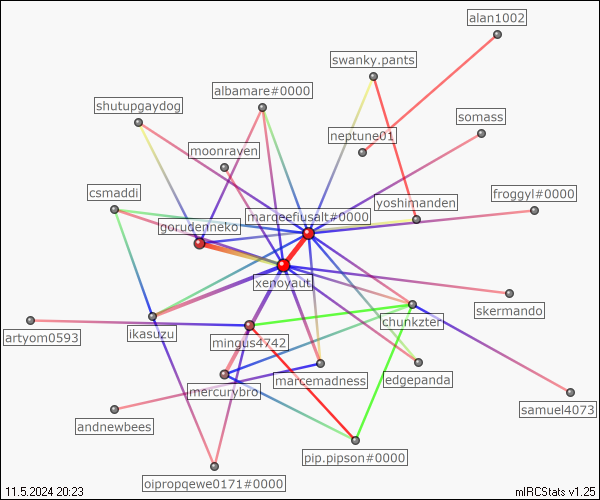 alan1002
swanky.pants
albamare#0000
shutupgaydog
somass
neptune01
moonraven
csmaddi
froggyl#0000
yoshimanden
marceefiusalt#0000
gorudenneko
xenoyaut
skermando
chunkzter
artyom0593
ikasuzu
mingus4742
edgepanda
marcemadness
mercurybro
samuel4073
andnewbees
pip.pipson#0000
oipropqewe0171#0000
11.5.2024 20:23
mIRCStats v1.25